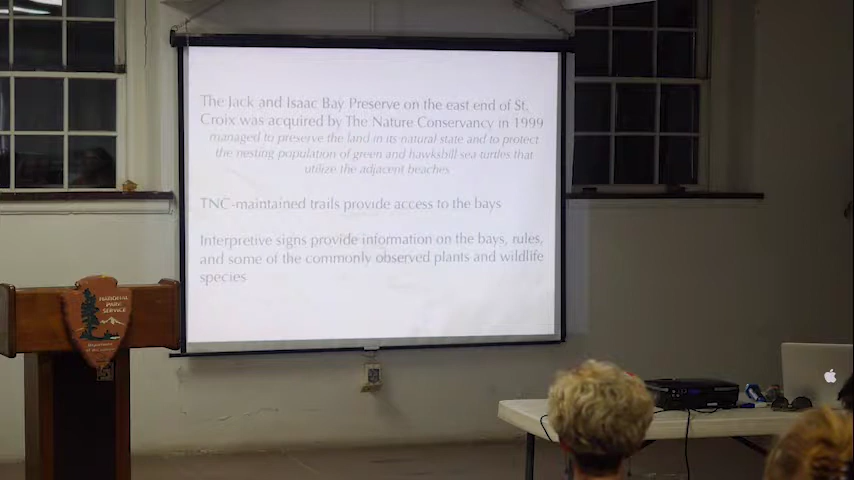 The Jack and Isaac Bay Preserve on the east end of St.
Croix was acquired by The Nature Conservancy in 1999
managed to preserve the land in its natural state and to protect
the nesting population of green and hawksbill sea turtles that
utilize the adjacent beaches
TNC-maintained trails provide access to the bays
Interpretive signs provide information on the bays, rules,
and some of the commonly observed plants and wildlife
species
NATIONAL
PARK
SERVICE
Department